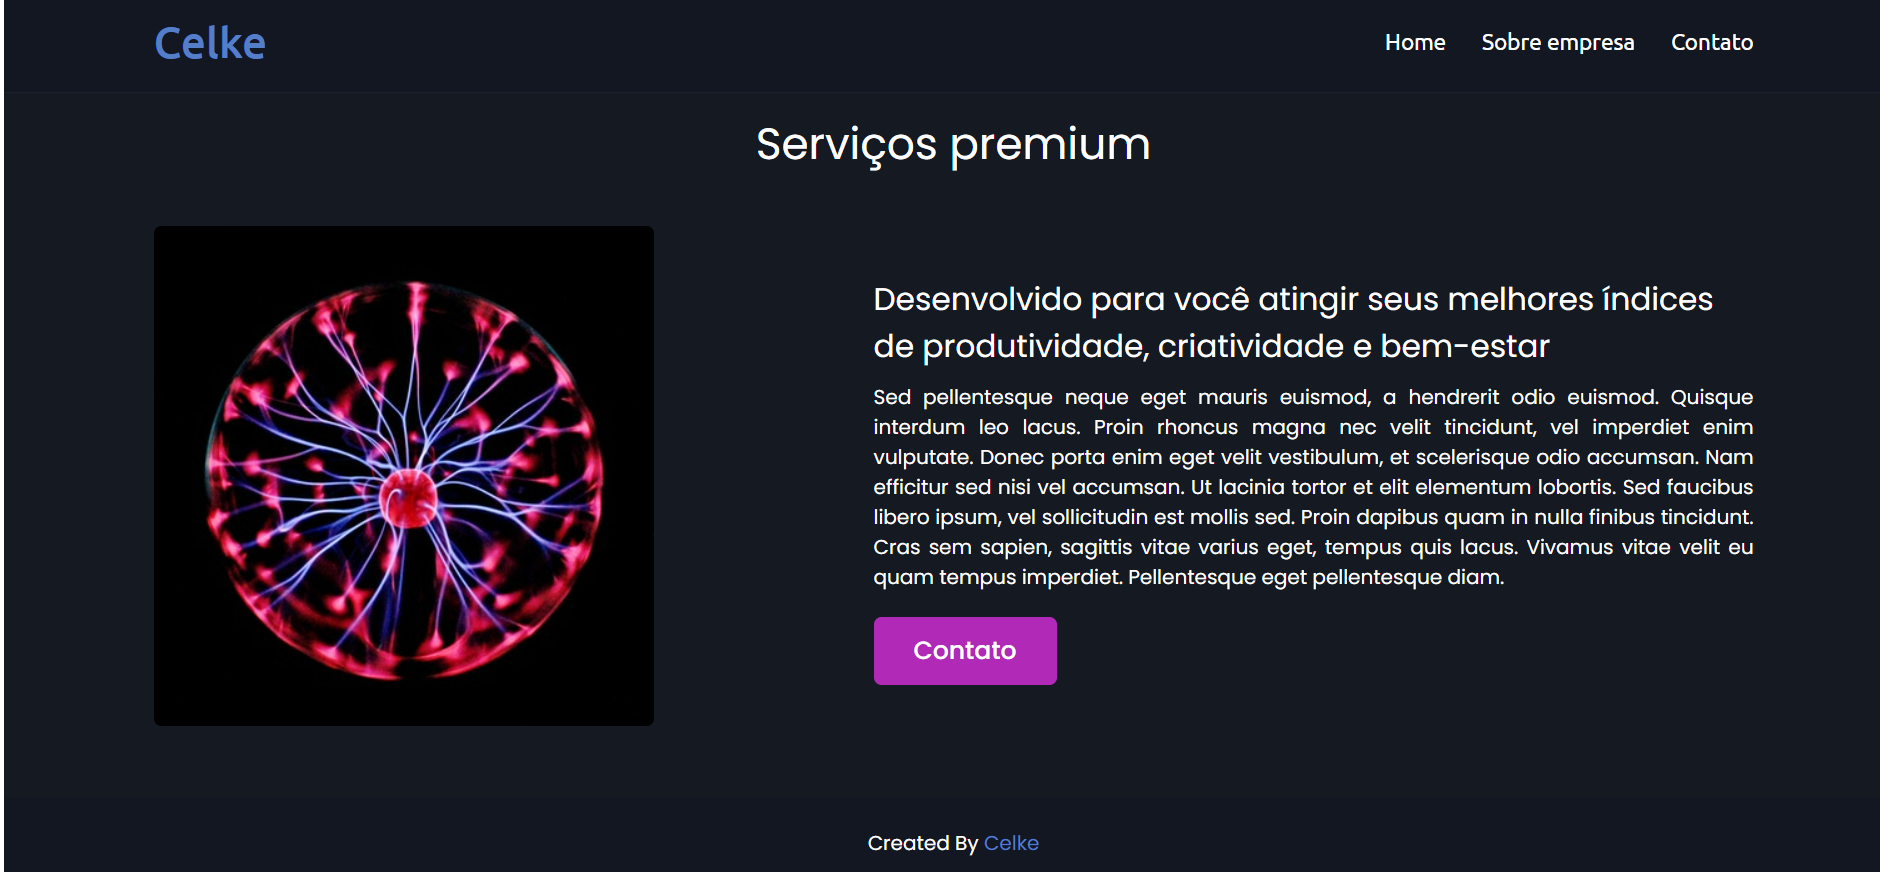 Celke
Home Sobre empresa Contato
Serviços premium
Desenvolvido para você atingir seus melhores índices
de produtividade, criatividade e bem-estar
Sed pellentesque neque eget mauris euismod, a hendrerit odio euismod. Quisque
interdum leo lacus. Proin rhoncus magna nec velit tincidunt, vel imperdiet enim
vulputate. Donec porta enim eget velit vestibulum, et scelerisque odio accumsan. Nam
efficitur sed nisi vel accumsan. Ut lacinia tortor et elit elementum lobortis. Sed faucibus
libero ipsum, vel sollicitudin est mollis sed. Proin dapibus quam in nulla finibus tincidunt.
Cras sem sapien, sagittis vitae varius eget, tempus quis lacus. Vivamus vitae velit eu
quam tempus imperdiet. Pellentesque eget pellentesque diam.
Contato
Created By Celke